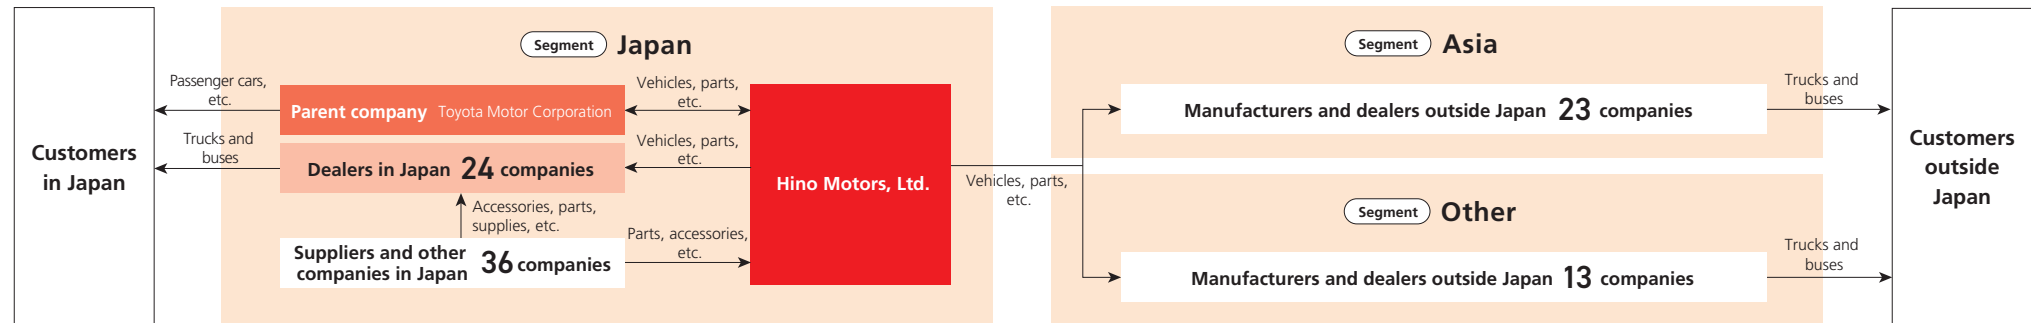 Customers
in Japan
Segment Japan
Passenger cars,
etc.
Parent company Toyota Motor Corporation
Vehicles, parts,
etc.
Trucks and
buses
Dealers in Japan 24 companies
Vehicles, parts,
etc.
Accessories, parts,
supplies, etc.
Suppliers and other
companies in Japan 36 companies
Parts, accessories,
etc.
Hino Motors, Ltd.
Vehicles, parts,
etc.
Segment Asia
Manufacturers and dealers outside Japan 23 companies
Trucks and
buses
Segment Other
Manufacturers and dealers outside Japan 13 companies
Trucks and
buses
Customers
outside
Japan